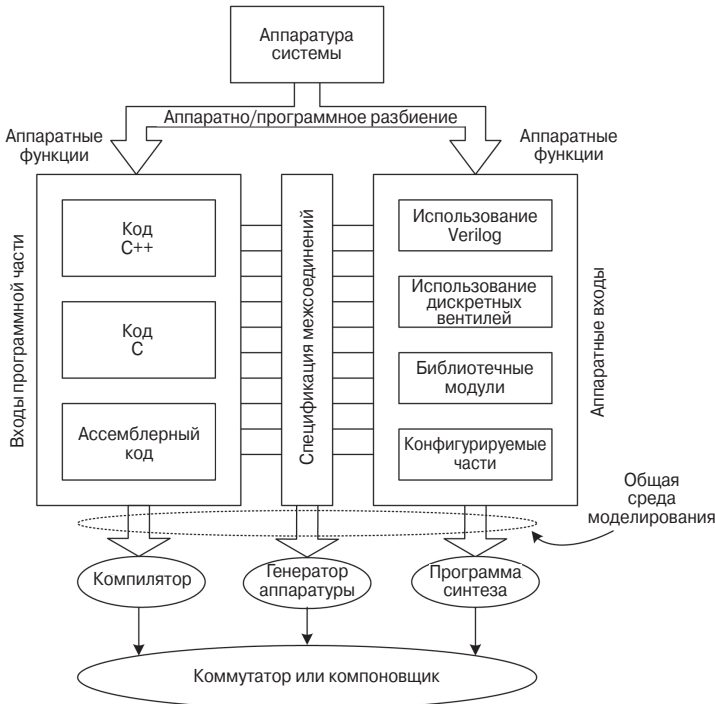 Аппаратура
системы
Аппаратно/программное разбиение
Аппаратные
функции
Аппаратные
функции
Входы программной части
Код
C++
Код
C
Ассемблерный
код
Спецификация межсоединений
Использование
Verilog
Использование
дискретных
вентилей
Библиотечные
модули
Конфигурируемые
части
Аппаратные входы
Общая
среда
моделирования
Компилятор
Генератор
аппаратуры
Программа
синтеза
Коммутатор или компоновщик